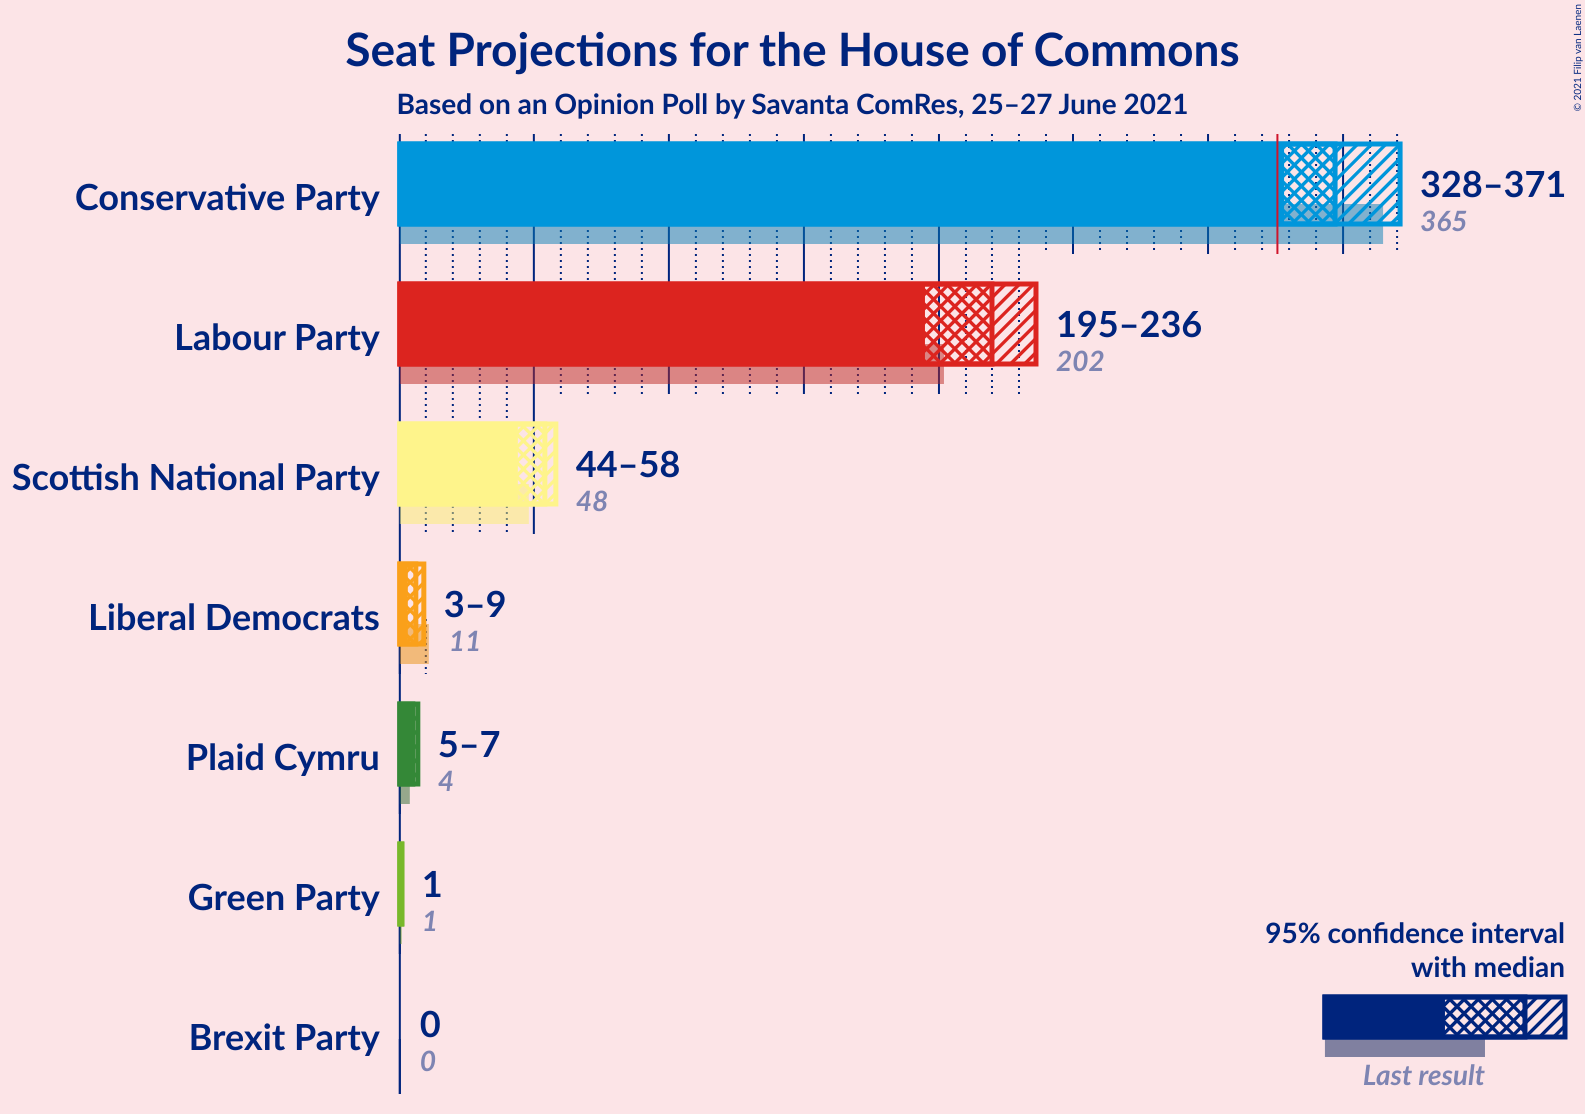 Seat Projections for the House of Commons
Based on an Opinion Poll by Savanta ComRes, 25–27 June 2021
© 2021 Filip van Laenen
Conservative Party
328–371
365
Labour Party
195–236
202
Scottish National Party
44–58
48
Liberal Democrats
3–9
11
Plaid Cymru
5–7
4
Green Party
1
1
Brexit Party
0
0
95% confidence interval
with median
Last result